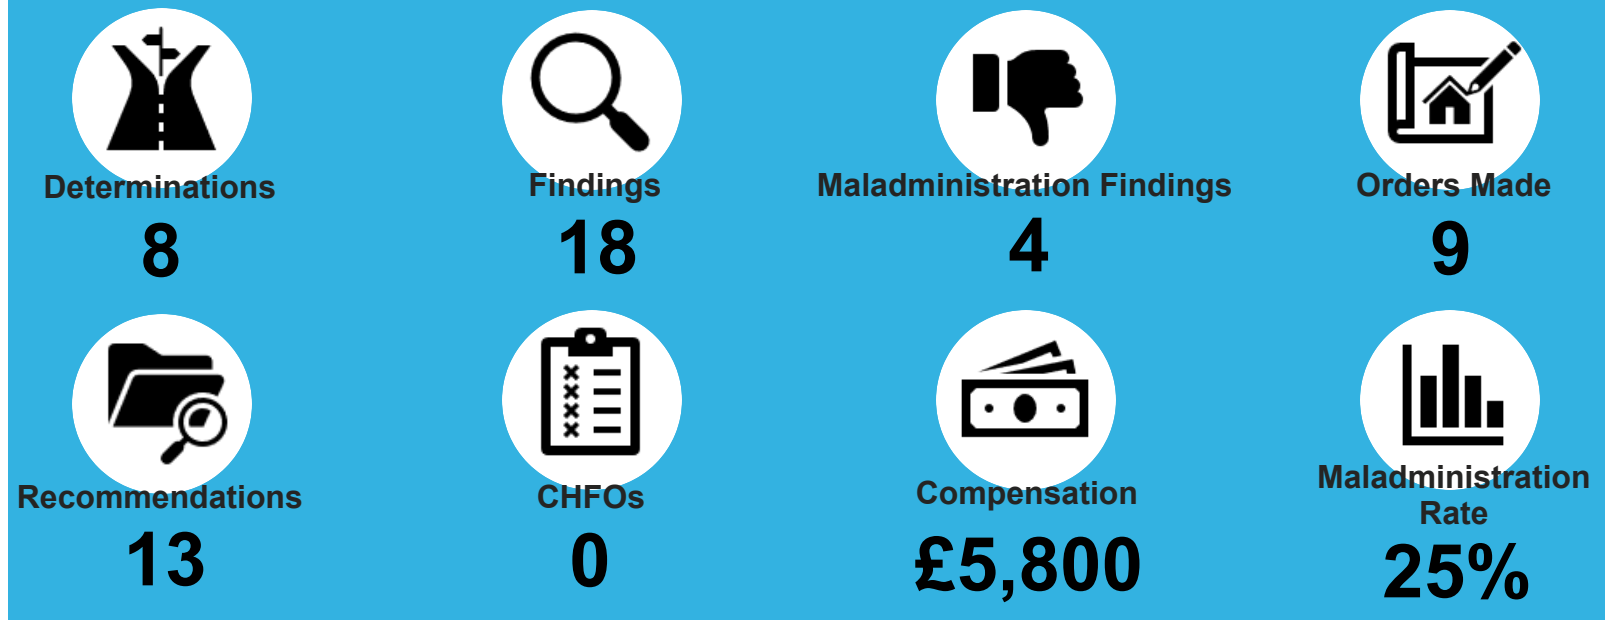 Determinations
8
Findings
18
Maladministration Findings
4
Orders Made
9
Recommendations
13
CHFOs
0
Compensation
£5,800
Maladministration
Rate
25%